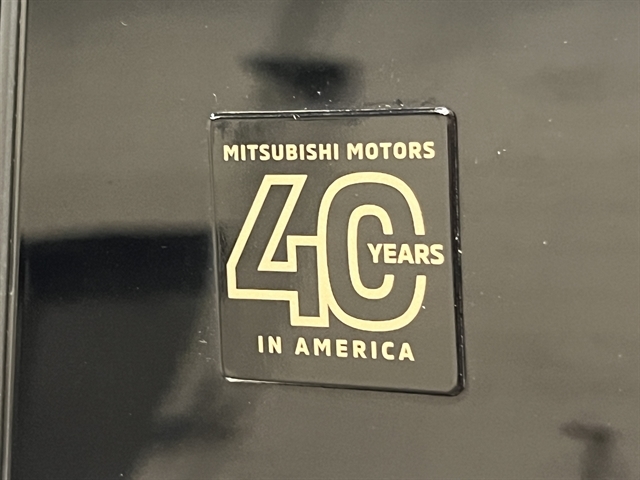 MITSUBISHI MOTORS
40
YEARS
IN AMERICA